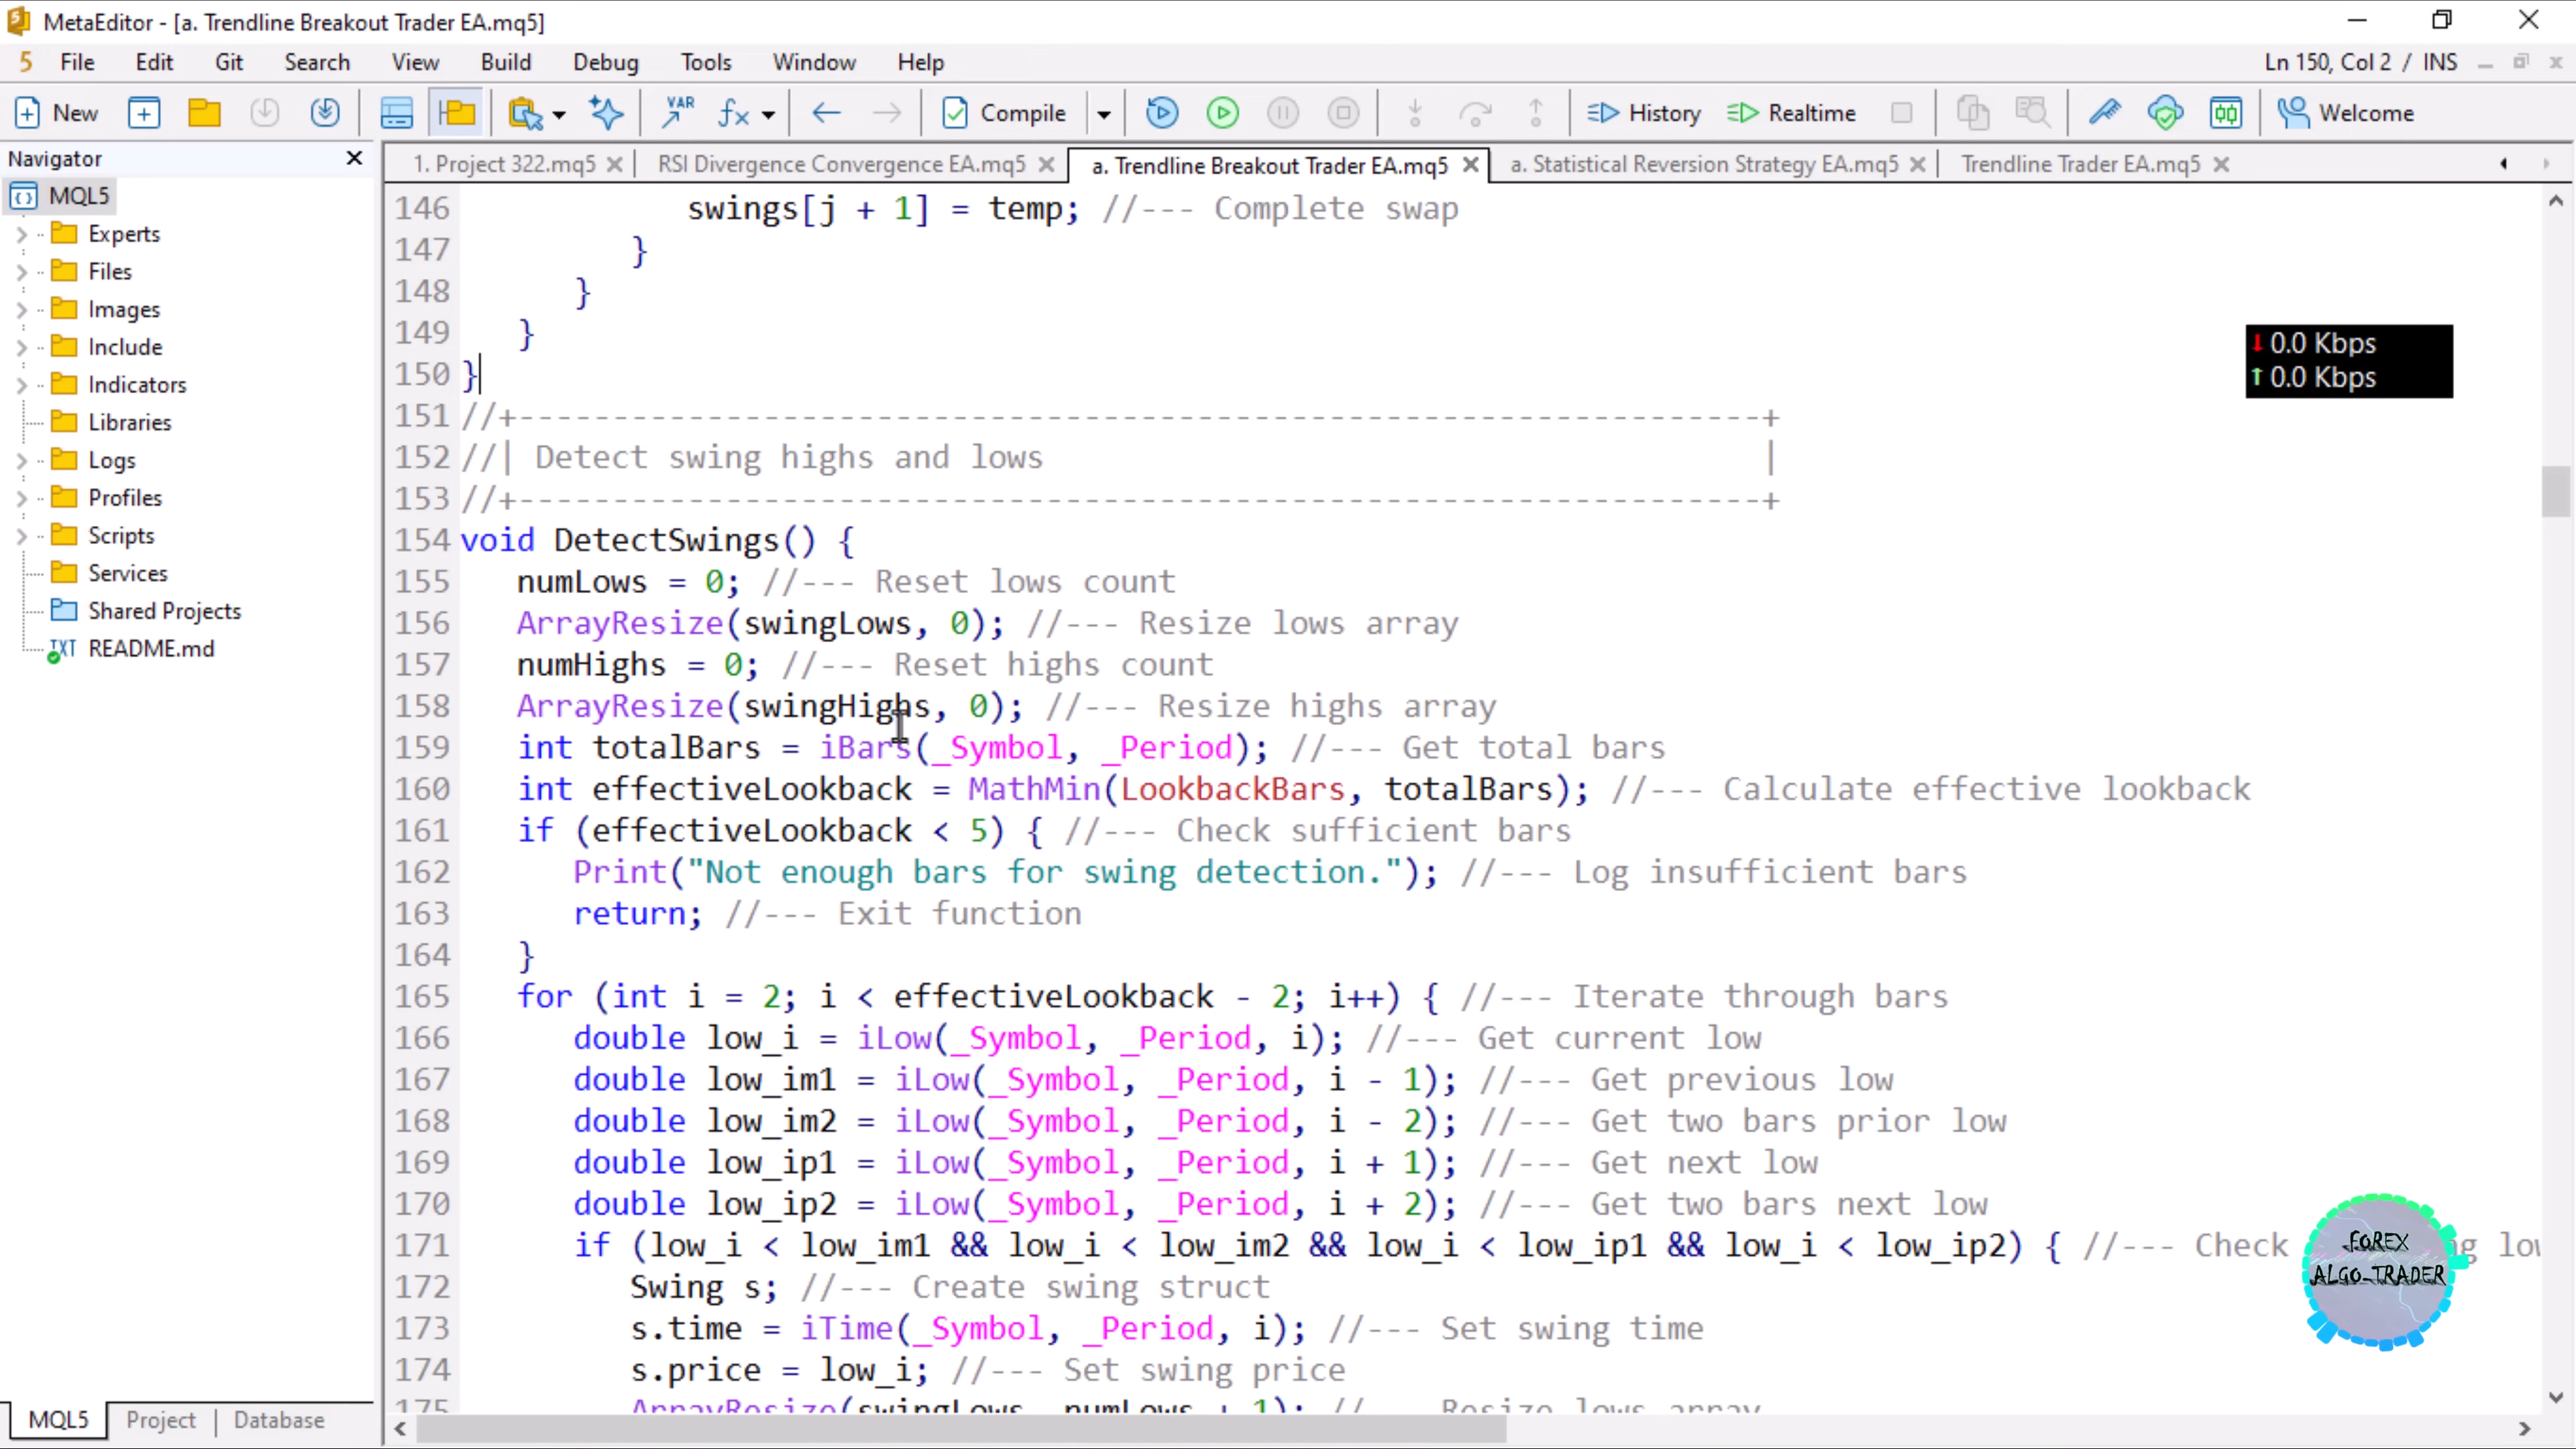 MetaEditor - [a. Trendline Breakout Trader EA.mq5]
5 File Edit Git Search View Build Debug Tools Window Help Ln 150, Col 2 / INS
New VAR fx Compile History Realtime Welcome
Navigator
1. Project 322.mq5 RSI Divergence Convergence EA.mq5 a. Trendline Breakout Trader EA.mq5 a. Statistical Reversion Strategy EA.mq5 Trendline Trader EA.mq5
MQL5
Experts
Files
Images
Include
Indicators
Libraries
Logs
Profiles
Scripts
Services
Shared Projects
TXT README.md
146 swings[j + 1] = temp; //--- Complete swap
147 }
148 }
149 }
150 }
151 //+------------------------------------------------------------------+
152 //| Detect swing highs and lows |
153 //+------------------------------------------------------------------+
154 void DetectSwings() {
155 numLows = 0; //--- Reset lows count
156 ArrayResize(swingLows, 0); //--- Resize lows array
157 numHighs = 0; //--- Reset highs count
158 ArrayResize(swingHighs, 0); //--- Resize highs array
159 int totalBars = iBars(_Symbol, _Period); //--- Get total bars
160 int effectiveLookback = MathMin(LookbackBars, totalBars); //--- Calculate effective lookback
161 if (effectiveLookback < 5) { //--- Check sufficient bars
162 Print("Not enough bars for swing detection."); //--- Log insufficient bars
163 return; //--- Exit function
164 }
165 for (int i = 2; i < effectiveLookback - 2; i++) { //--- Iterate through bars
166 double low_i = iLow(_Symbol, _Period, i); //--- Get current low
167 double low_im1 = iLow(_Symbol, _Period, i - 1); //--- Get previous low
168 double low_im2 = iLow(_Symbol, _Period, i - 2); //--- Get two bars prior low
169 double low_ip1 = iLow(_Symbol, _Period, i + 1); //--- Get next low
170 double low_ip2 = iLow(_Symbol, _Period, i + 2); //--- Get two bars next low
171 if (low_i < low_im1 && low_i < low_im2 && low_i < low_ip1 && low_i < low_ip2) { //--- Check
172 Swing s; //--- Create swing struct
173 s.time = iTime(_Symbol, _Period, i); //--- Set swing time
174 s.price = low_i; //--- Set swing price
175 ArrayResize(swingLows, numLows + 1); //--- Resize lows array
↓ 0.0 Kbps
↑ 0.0 Kbps
FOREX
ALGO-TRADER
MQL5 Project Database